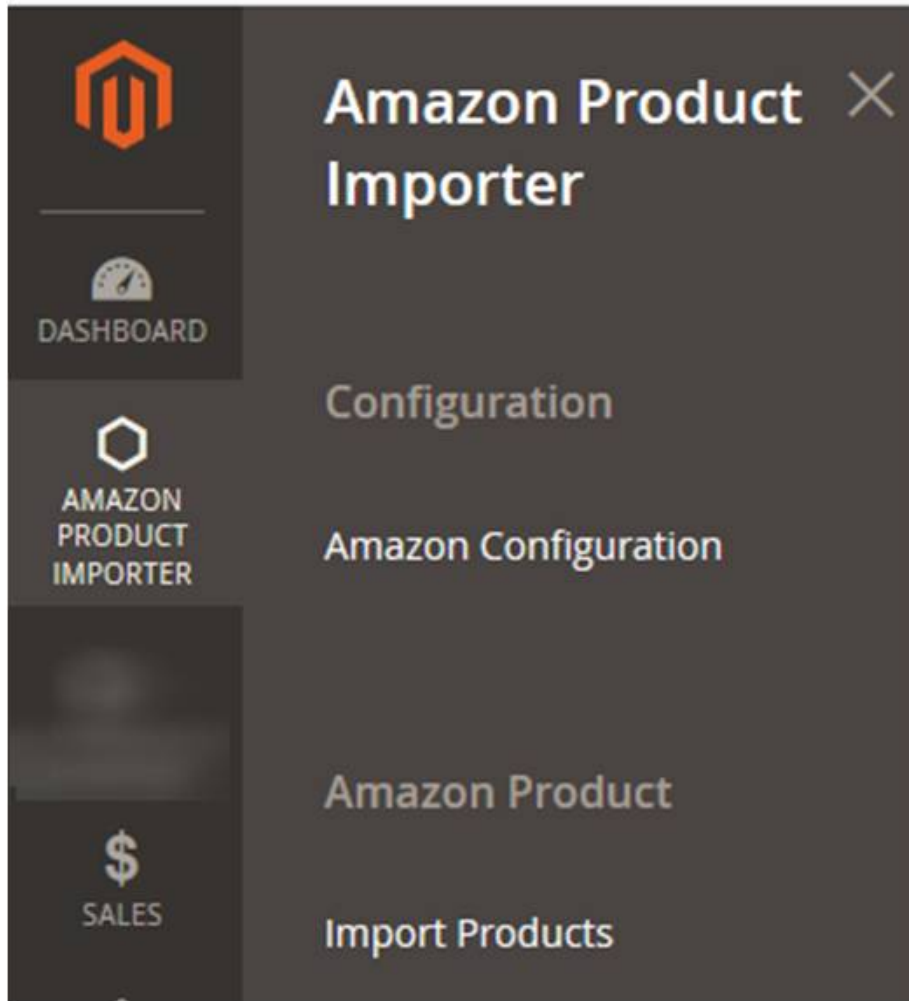 DASHBOARD
AMAZON
PRODUCT
IMPORTER
$
SALES
Amazon Product
Importer
Configuration
Amazon Configuration
Amazon Product
Import Products